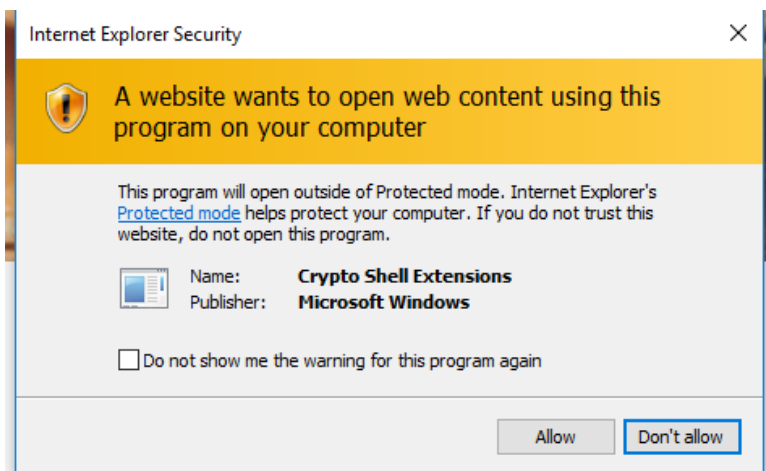 Internet Explorer Security
A website wants to open web content using this
program on your computer
This program will open outside of Protected mode. Internet Explorer's
Protected mode helps protect your computer. If you do not trust this
website, do not open this program.
Name: Crypto Shell Extensions
Publisher: Microsoft Windows
Do not show me the warning for this program again
Allow Don't allow